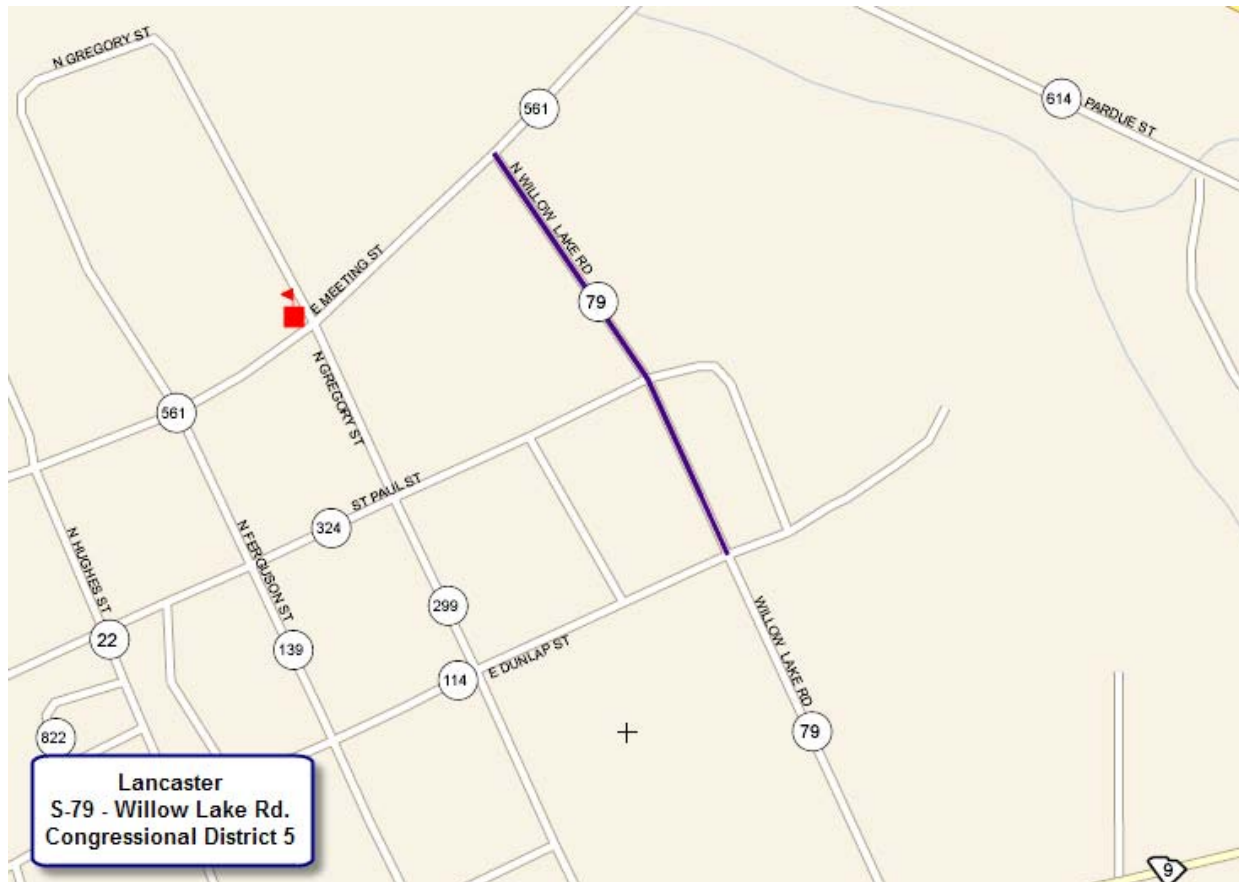 N GREGORY ST
561
614
PARDUE ST
N WILLOW LAKE RD
E MEETING ST
79
N GREGORY ST
561
ST PAUL ST
324
N HUGHES ST
N FERGUSON ST
299
22
139
E DUNLAP ST
114
WILLOW LAKE RD
79
822
Lancaster
S-79 - Willow Lake Rd.
Congressional District 5
9